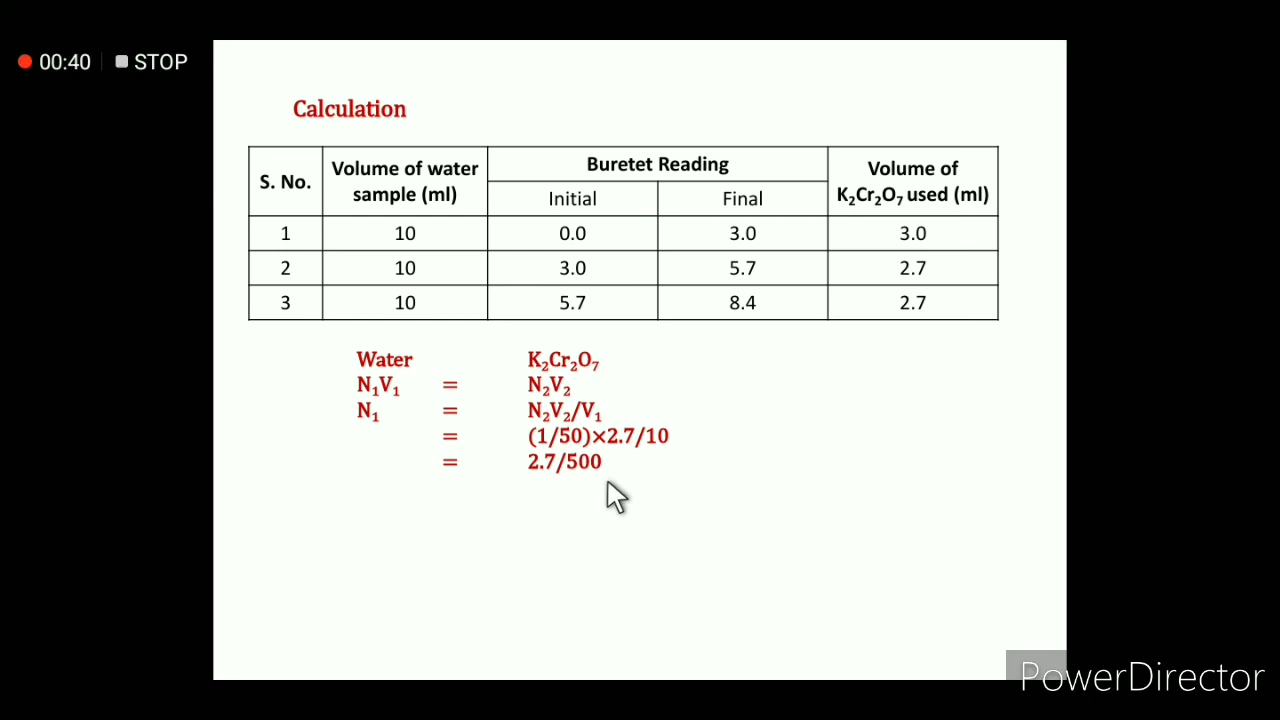 00:40 STOP
Calculation
S. No. Volume of water sample (ml) Buretet Reading Volume of K₂Cr₂O₇ used (ml)
Initial Final
1 10 0.0 3.0 3.0
2 10 3.0 5.7 2.7
3 10 5.7 8.4 2.7
Water K₂Cr₂O₇
N₁V₁ = N₂V₂
N₁ = N₂V₂/V₁
= (1/50)×2.7/10
= 2.7/500
PowerDirector